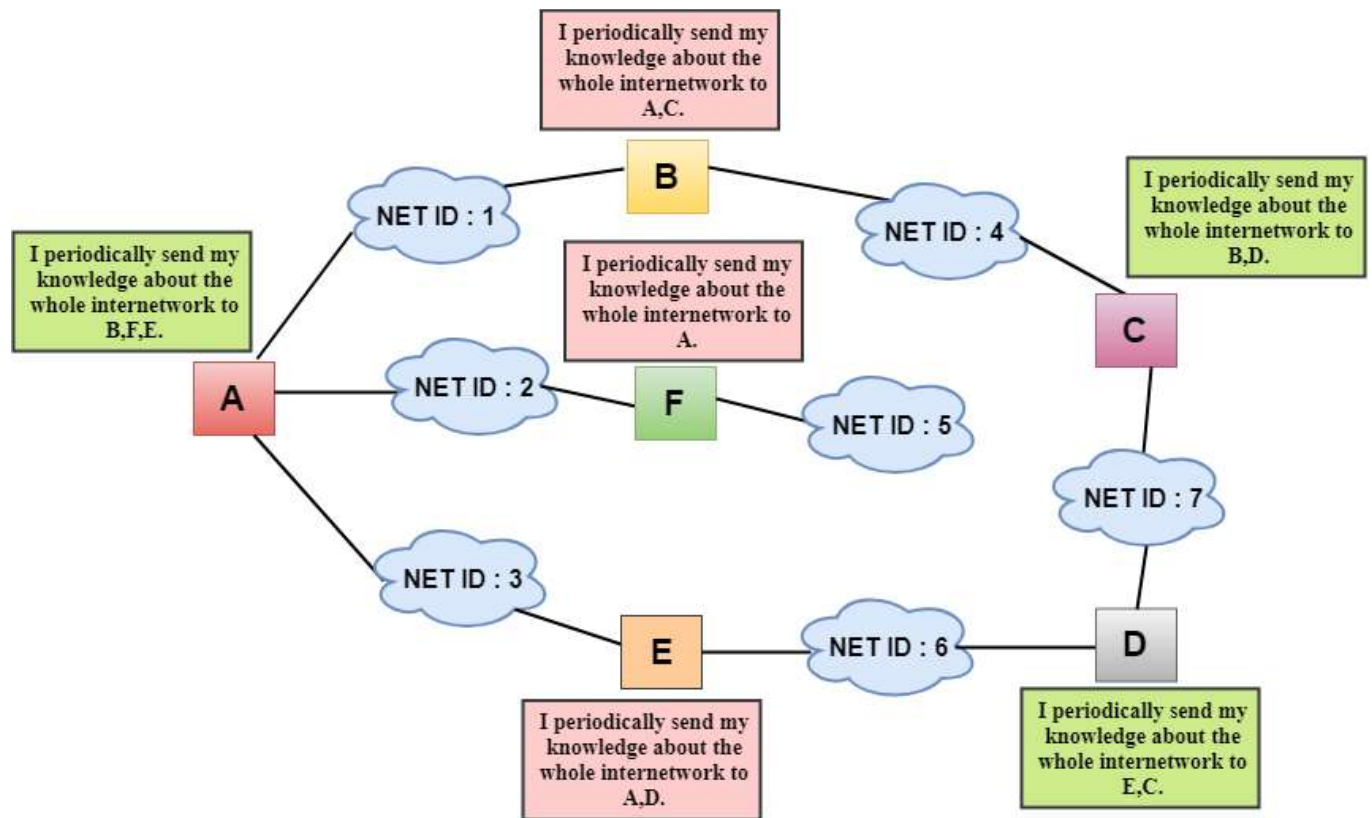 I periodically send my
knowledge about the
whole internetwork to
A,C.
B
NET ID : 1
NET ID : 4
I periodically send my
knowledge about the
whole internetwork to
B,D.
I periodically send my
knowledge about the
whole internetwork to
B,F,E.
I periodically send my
knowledge about the
whole internetwork to
A.
C
A
NET ID : 2
F
NET ID : 5
NET ID : 7
NET ID : 3
E
NET ID : 6
D
I periodically send my
knowledge about the
whole internetwork to
A,D.
I periodically send my
knowledge about the
whole internetwork to
E,C.